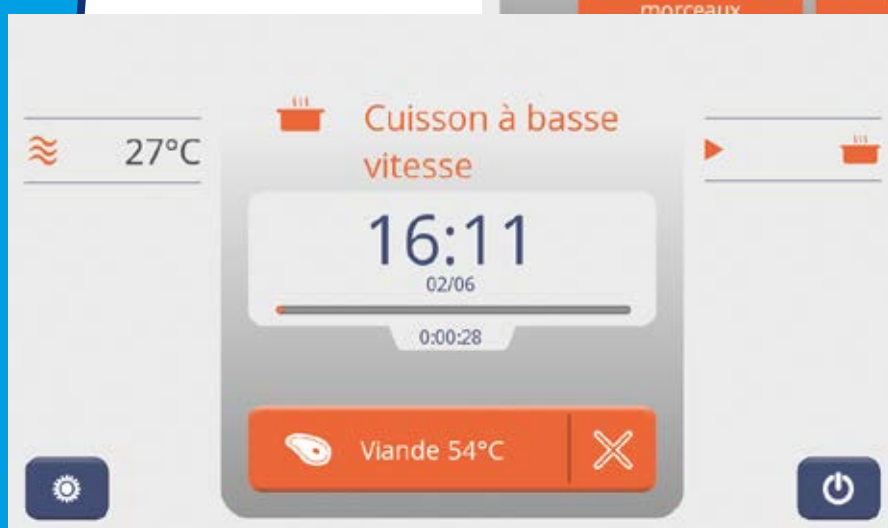 morceaux
Cuisson à basse
vitesse
27°C
16:11
02/06
0:00:28
Viande 54°C